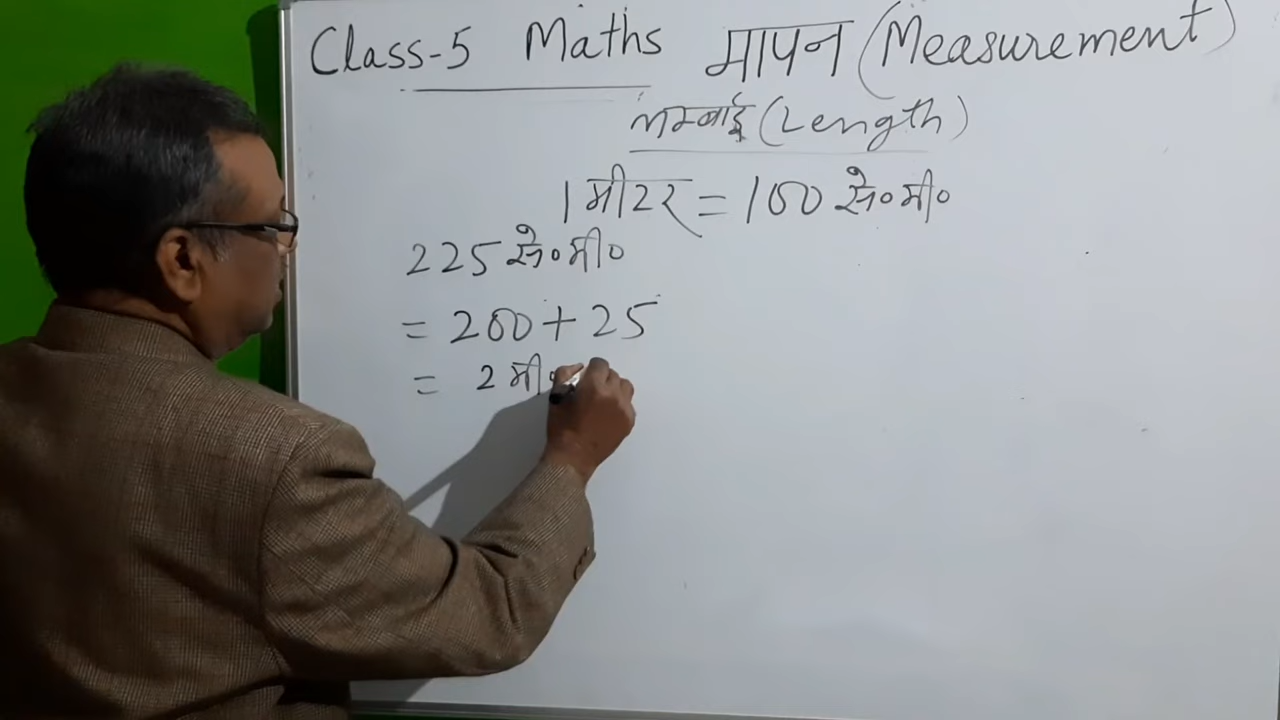 Class-5 Maths मापन (Measurement)
लम्बाई (Length)
1 मीटर = 100 से०मी०
225 से०मी०
= 200 + 25
= 2 मी०